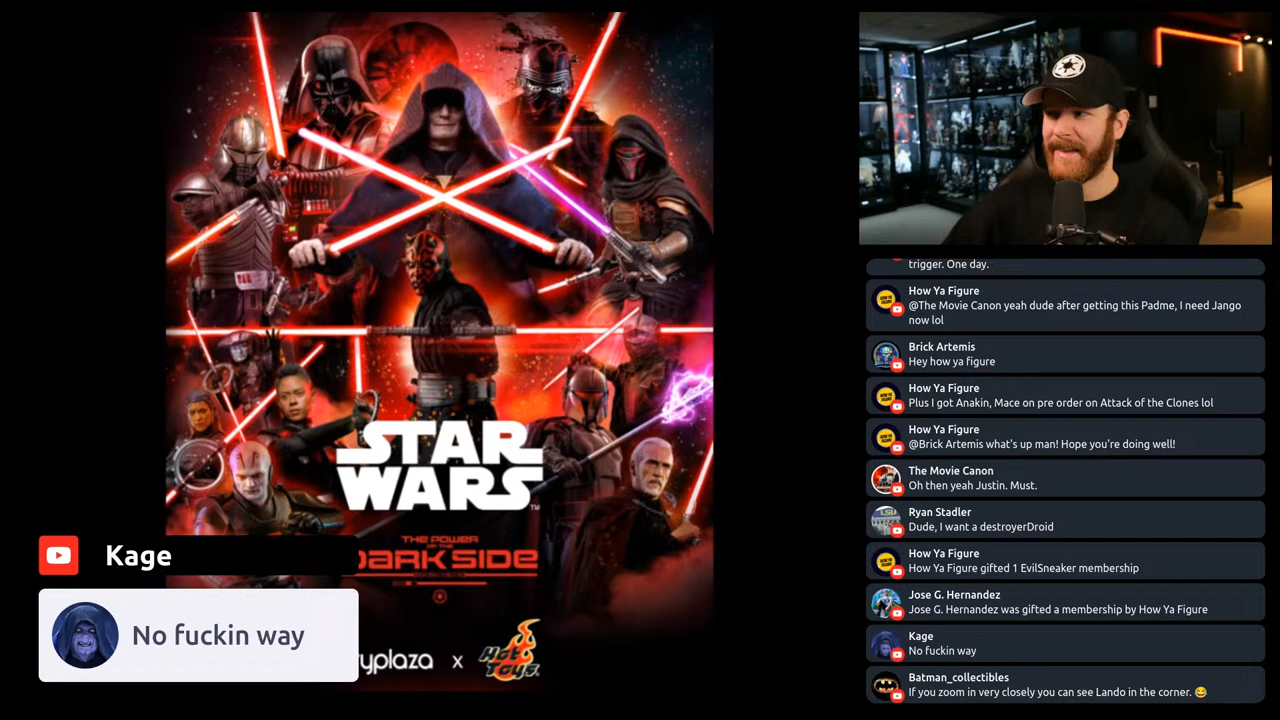 STAR
WARS
TM
THE POWER
OF THE
DARK SIDE
ryplaza x HOT
TOYS
Kage
No fuckin way
trigger. One day.
How Ya Figure
@The Movie Canon yeah dude after getting this Padme, I need Jango
now lol
Brick Artemis
Hey how ya figure
How Ya Figure
Plus I got Anakin, Mace on pre order on Attack of the Clones lol
How Ya Figure
@Brick Artemis what's up man! Hope you're doing well!
The Movie Canon
Oh then yeah Justin. Must.
Ryan Stadler
Dude, I want a destroyerDroid
How Ya Figure
How Ya Figure gifted 1 EvilSneaker membership
Jose G. Hernandez
Jose G. Hernandez was gifted a membership by How Ya Figure
Kage
No fuckin way
Batman_collectibles
If you zoom in very closely you can see Lando in the corner. 😂